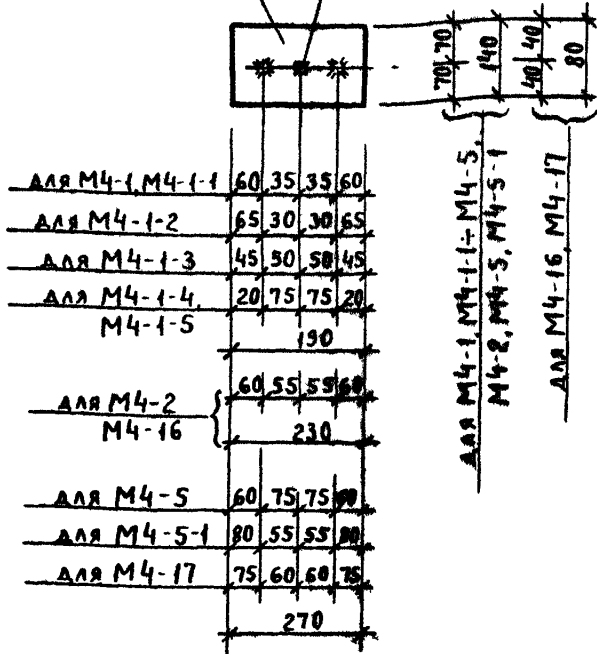 70 70
140
40 40
80
для М4-1, М4-1-1 60 35 35 60
для М4-1-2 65 30 30 65
для М4-1-3 45 50 50 45
для М4-1-4, 20 75 75 20
М4-1-5
190
для М4-2 60 55 55 60
М4-16 230
для М4-5 60 75 75 60
для М4-5-1 80 55 55 80
для М4-17 75 60 60 75
270
для М4-1, М4-1-1÷М4-5,
М4-2, М4-5, М4-5-1
для М4-16, М4-17